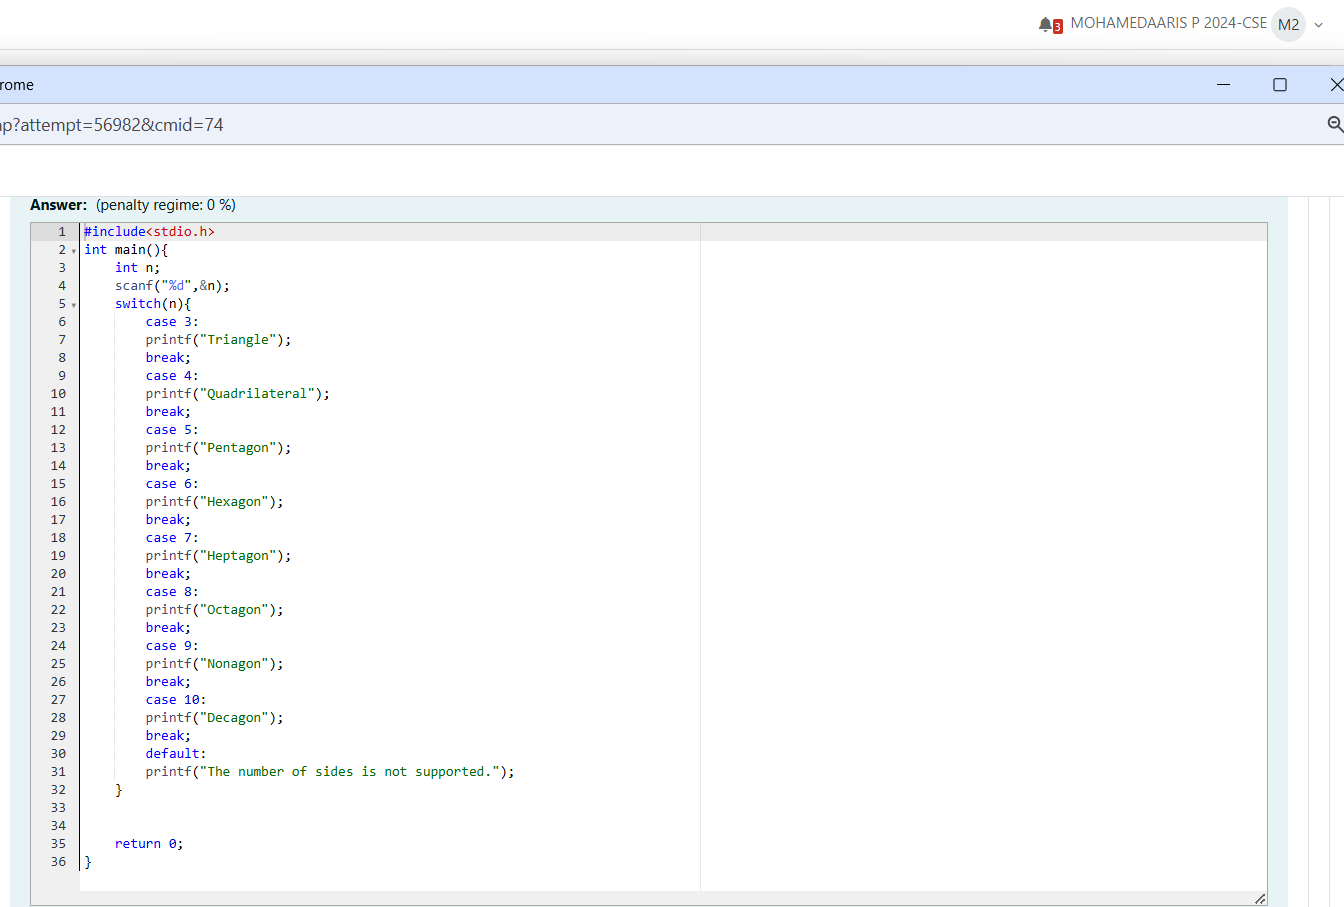 3 MOHAMEDAARIS P 2024-CSE M2
rome
p?attempt=56982&cmid=74
Answer: (penalty regime: 0 %)
1 #include<stdio.h>
2 int main(){
3     int n;
4     scanf("%d",&n);
5     switch(n){
6         case 3:
7         printf("Triangle");
8         break;
9         case 4:
10         printf("Quadrilateral");
11         break;
12         case 5:
13         printf("Pentagon");
14         break;
15         case 6:
16         printf("Hexagon");
17         break;
18         case 7:
19         printf("Heptagon");
20         break;
21         case 8:
22         printf("Octagon");
23         break;
24         case 9:
25         printf("Nonagon");
26         break;
27         case 10:
28         printf("Decagon");
29         break;
30         default:
31         printf("The number of sides is not supported.");
32     }
33
34
35     return 0;
36 }